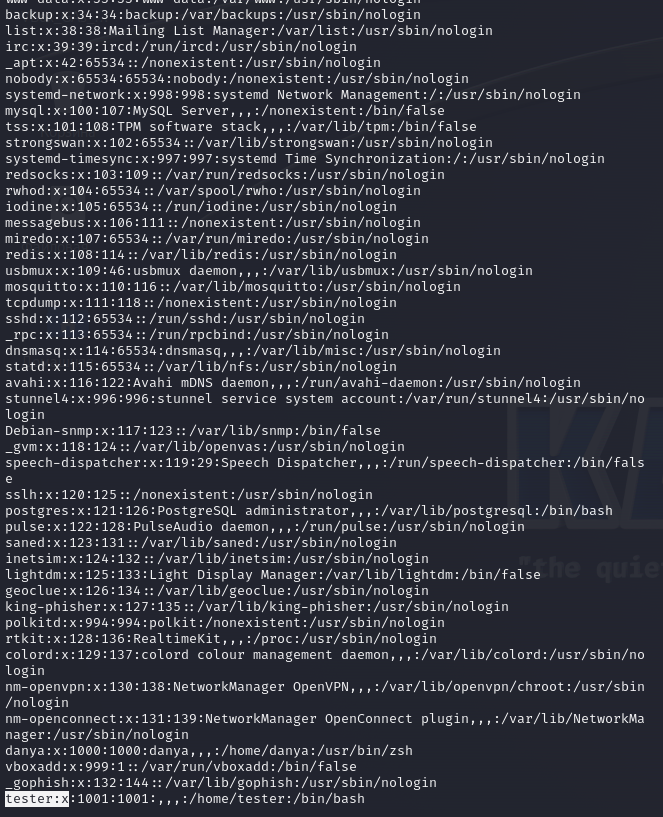 www-data:x:33:33:www-data:/var/www:/usr/sbin/nologin
backup:x:34:34:backup:/var/backups:/usr/sbin/nologin
list:x:38:38:Mailing List Manager:/var/list:/usr/sbin/nologin
irc:x:39:39:ircd:/run/ircd:/usr/sbin/nologin
_apt:x:42:65534::/nonexistent:/usr/sbin/nologin
nobody:x:65534:65534:nobody:/nonexistent:/usr/sbin/nologin
systemd-network:x:998:998:systemd Network Management:/:/usr/sbin/nologin
mysql:x:100:107:MySQL Server,,,:/nonexistent:/bin/false
tss:x:101:108:TPM software stack,,,:/var/lib/tpm:/bin/false
strongswan:x:102:65534::/var/lib/strongswan:/usr/sbin/nologin
systemd-timesync:x:997:997:systemd Time Synchronization:/:/usr/sbin/nologin
redsocks:x:103:109::/var/run/redsocks:/usr/sbin/nologin
rwhod:x:104:65534::/var/spool/rwho:/usr/sbin/nologin
iodine:x:105:65534::/run/iodine:/usr/sbin/nologin
messagebus:x:106:111::/nonexistent:/usr/sbin/nologin
miredo:x:107:65534::/var/run/miredo:/usr/sbin/nologin
redis:x:108:114::/var/lib/redis:/usr/sbin/nologin
usbmux:x:109:46:usbmux daemon,,,:/var/lib/usbmux:/usr/sbin/nologin
mosquitto:x:110:116::/var/lib/mosquitto:/usr/sbin/nologin
tcpdump:x:111:118::/nonexistent:/usr/sbin/nologin
sshd:x:112:65534::/run/sshd:/usr/sbin/nologin
_rpc:x:113:65534::/run/rpcbind:/usr/sbin/nologin
dnsmasq:x:114:65534:dnsmasq,,,:/var/lib/misc:/usr/sbin/nologin
statd:x:115:65534::/var/lib/nfs:/usr/sbin/nologin
avahi:x:116:122:Avahi mDNS daemon,,,:/run/avahi-daemon:/usr/sbin/nologin
stunnel4:x:996:996:stunnel service system account:/var/run/stunnel4:/usr/sbin/no
login
Debian-snmp:x:117:123::/var/lib/snmp:/bin/false
_gvm:x:118:124::/var/lib/openvas:/usr/sbin/nologin
speech-dispatcher:x:119:29:Speech Dispatcher,,,:/run/speech-dispatcher:/bin/fals
e
sslh:x:120:125::/nonexistent:/usr/sbin/nologin
postgres:x:121:126:PostgreSQL administrator,,,:/var/lib/postgresql:/bin/bash
pulse:x:122:128:PulseAudio daemon,,,:/run/pulse:/usr/sbin/nologin
saned:x:123:131::/var/lib/saned:/usr/sbin/nologin
inetsim:x:124:132::/var/lib/inetsim:/usr/sbin/nologin
lightdm:x:125:133:Light Display Manager:/var/lib/lightdm:/bin/false
geoclue:x:126:134::/var/lib/geoclue:/usr/sbin/nologin
king-phisher:x:127:135::/var/lib/king-phisher:/usr/sbin/nologin
polkitd:x:994:994:polkit:/nonexistent:/usr/sbin/nologin
rtkit:x:128:136:RealtimeKit,,,:/proc:/usr/sbin/nologin
colord:x:129:137:colord colour management daemon,,,:/var/lib/colord:/usr/sbin/no
login
nm-openvpn:x:130:138:NetworkManager OpenVPN,,,:/var/lib/openvpn/chroot:/usr/sbin
/nologin
nm-openconnect:x:131:139:NetworkManager OpenConnect plugin,,,:/var/lib/NetworkMa
nager:/usr/sbin/nologin
danya:x:1000:1000:danya,,,:/home/danya:/usr/bin/zsh
vboxadd:x:999:1::/var/run/vboxadd:/bin/false
_gophish:x:132:144::/var/lib/gophish:/usr/sbin/nologin
tester:x:1001:1001:,,,:/home/tester:/bin/bash
"the quie